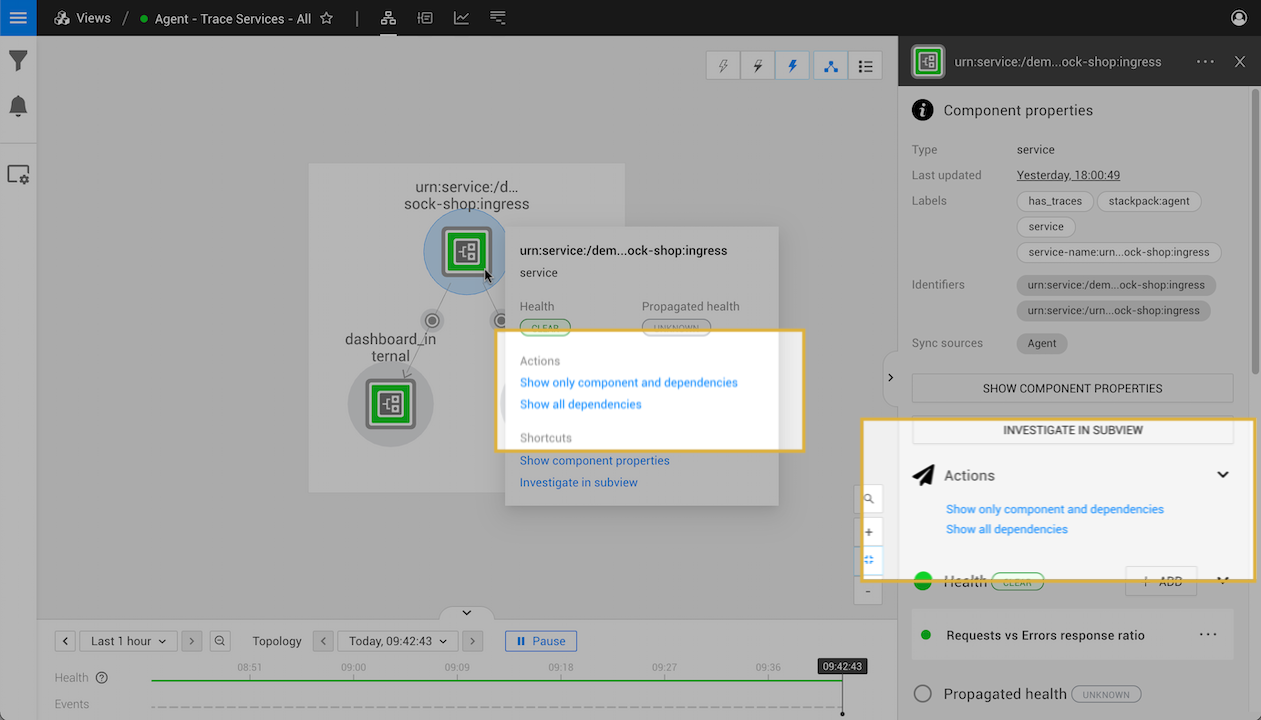 Views / Agent - Trace Services - All
urn:service:/d...
sock-shop:ingress
dashboard_in
ternal
urn:service:/dem...ock-shop:ingress
service
Health
Propagated health
CLEAR
UNKNOWN
Actions
Show only component and dependencies
Show all dependencies
Shortcuts
Show component properties
Investigate in subview
+
-
Last 1 hour
Topology
Today, 09:42:43
Pause
08:51
09:00
09:09
09:18
09:27
09:36
09:42:43
Health
Events
urn:service:/dem...ock-shop:ingress
Component properties
Type
service
Last updated
Yesterday, 18:00:49
Labels
has_traces
stackpack:agent
service
service-name:urn...ock-shop:ingress
Identifiers
urn:service:/dem...ock-shop:ingress
urn:service:/urn...ock-shop:ingress
Sync sources
Agent
SHOW COMPONENT PROPERTIES
INVESTIGATE IN SUBVIEW
Actions
Show only component and dependencies
Show all dependencies
Health
CLEAR
ADD
Requests vs Errors response ratio
Propagated health
UNKNOWN